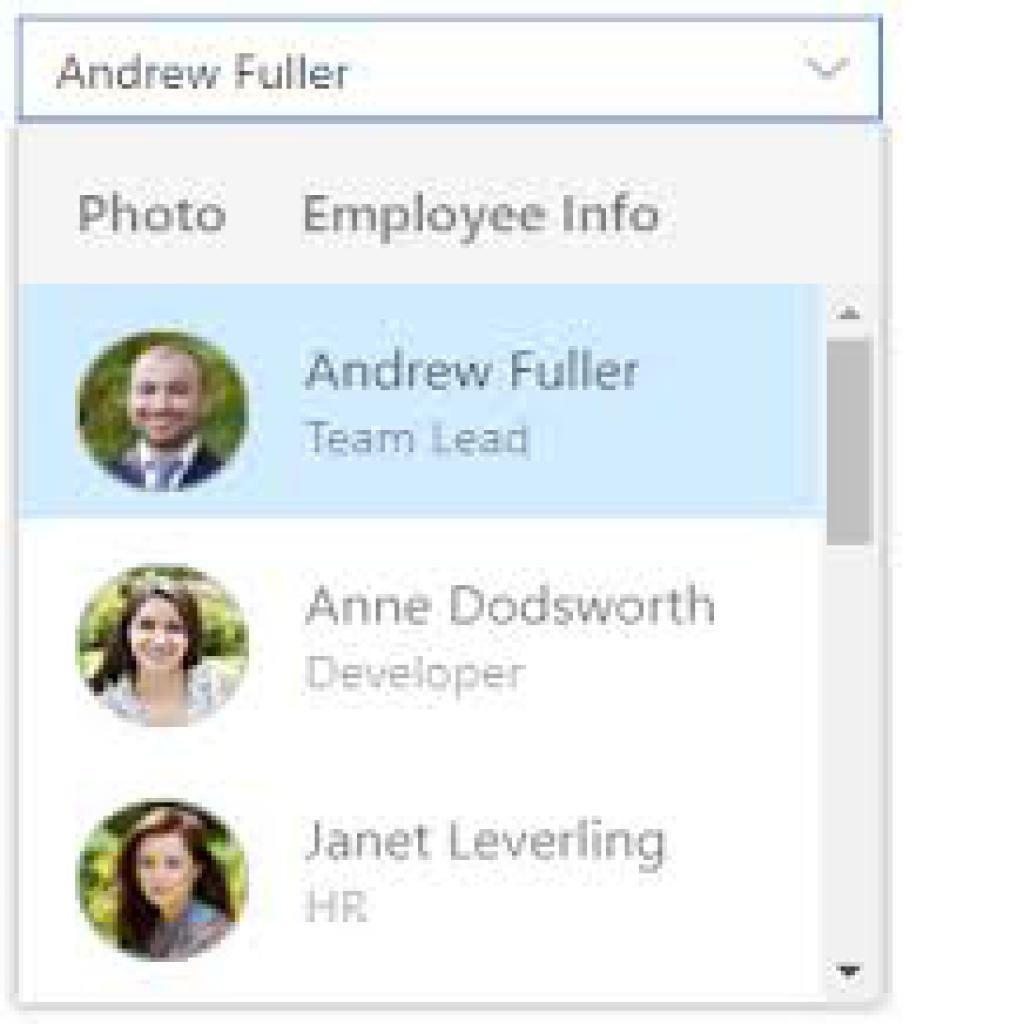 Andrew Fuller
Photo Employee Info
Andrew Fuller
Team Lead
Anne Dodsworth
Developer
Janet Leverling
HR